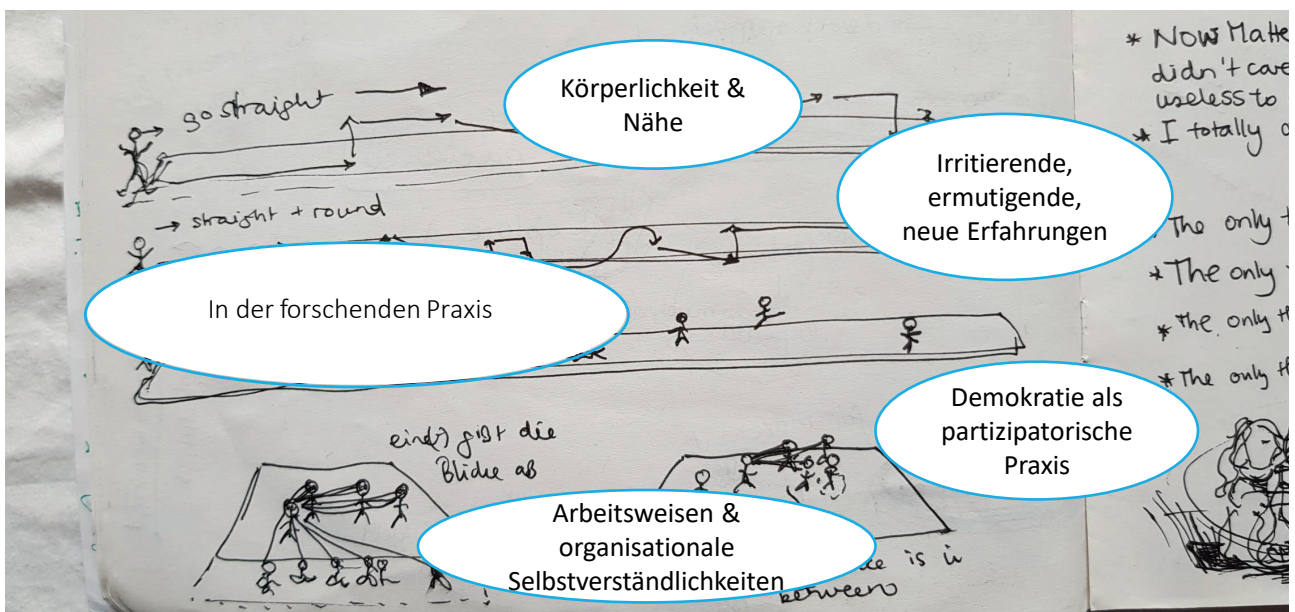 go straight
Körperlichkeit &
Nähe
Irritierende,
ermutigende,
neue Erfahrungen
→ straight + round
In der forschenden Praxis
Demokratie als
partizipatorische
Praxis
ein(r) gibt die
Blicke ab
Arbeitsweisen &
organisationale
Selbstverständlichkeiten
is in
between
* NOW Matte
didn't care
useless to
* I totally
The only
* The only
* The only
* The only